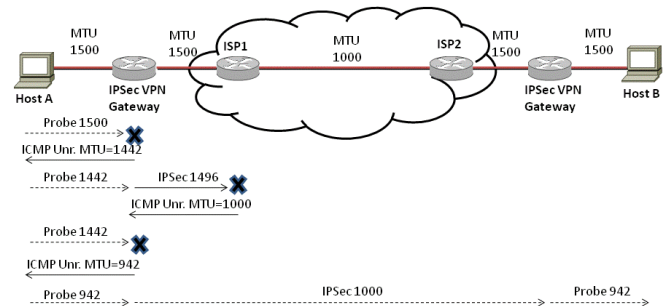 MTU
1500
MTU
1500
ISP1
MTU
1000
ISP2
MTU
1500
MTU
1500
Host A
IPSec VPN
Gateway
IPSec VPN
Gateway
Host B
Probe 1500
ICMP Unr. MTU=1442
Probe 1442
IPSec 1496
ICMP Unr. MTU=1000
Probe 1442
ICMP Unr. MTU=942
Probe 942
IPSec 1000
Probe 942